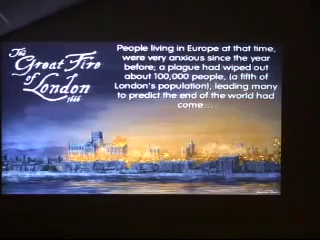 The
Great Fire
of
London
1666
People living in Europe at that time,
were very anxious since the year
before; a plague had wiped out
about 100,000 people, (a fifth of
London's population), leading many
to predict the end of the world had
come...